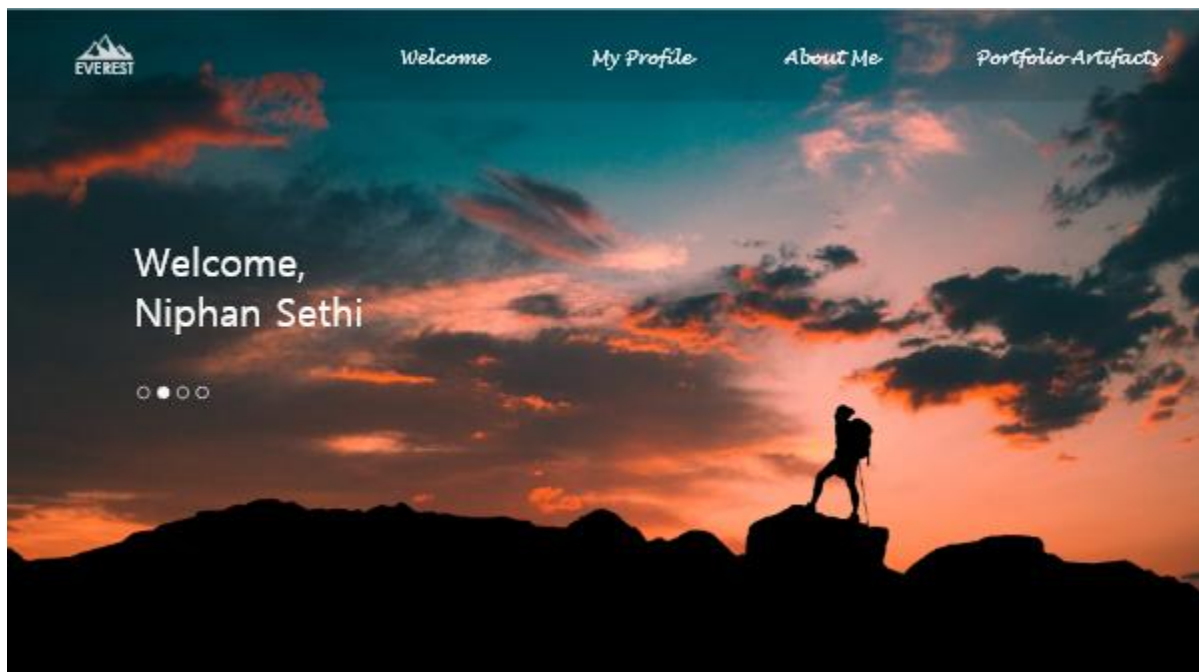 EVEREST
Welcome My Profile About Me Portfolio Artifacts
Welcome,
Niphan Sethi